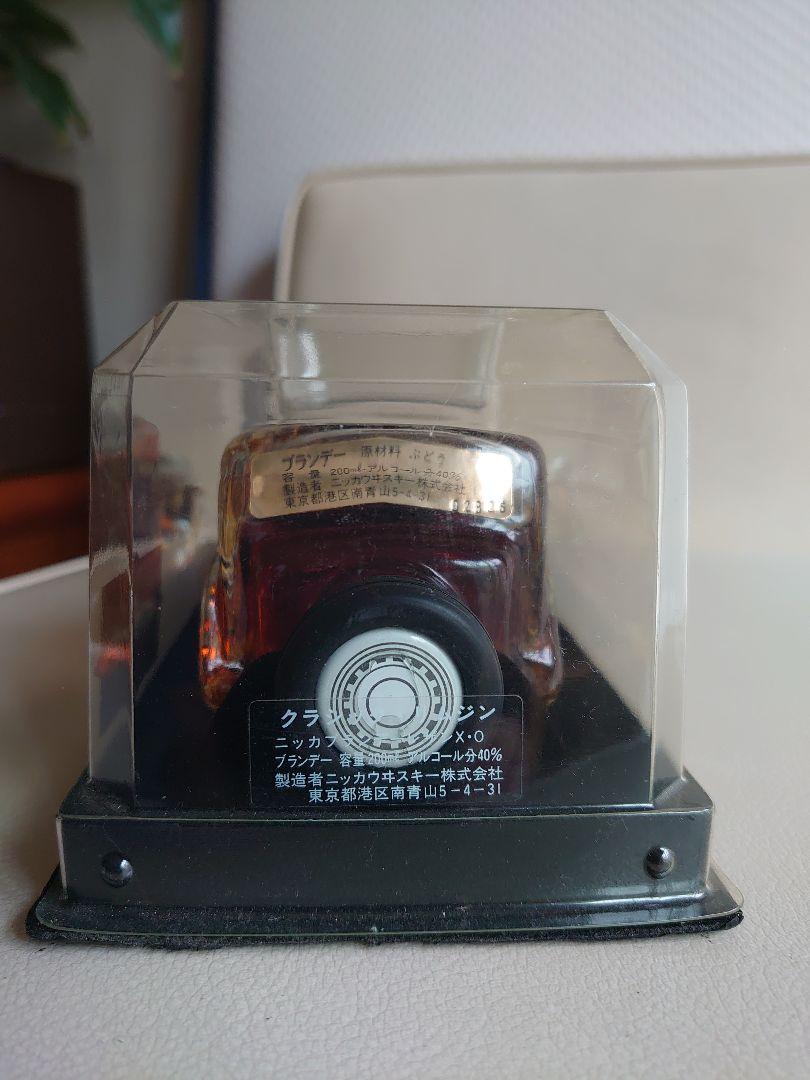 ブランデー 原材料 ぶどう
容量 200ml アルコール分40%
製造者 ニッカウヰスキー株式会社
東京都港区南青山5-4-31
ニッカ X・O
ブランデー 容量200ml アルコール分40%
製造者ニッカウヰスキー株式会社
東京都港区南青山5-4-31